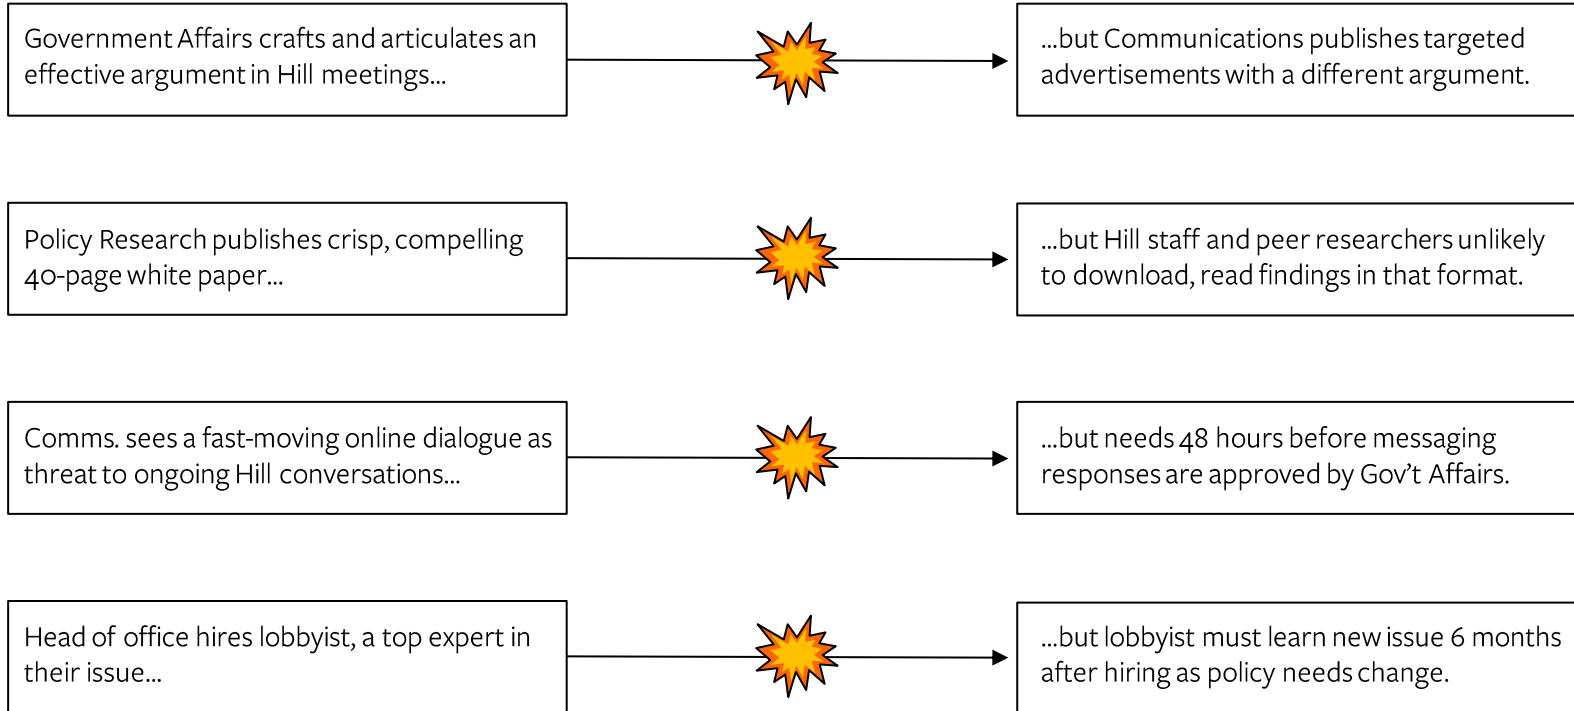 Government Affairs crafts and articulates an
effective argument in Hill meetings...
...but Communications publishes targeted
advertisements with a different argument.
Policy Research publishes crisp, compelling
40-page white paper...
...but Hill staff and peer researchers unlikely
to download, read findings in that format.
Comms. sees a fast-moving online dialogue as
threat to ongoing Hill conversations...
...but needs 48 hours before messaging
responses are approved by Gov’t Affairs.
Head of office hires lobbyist, a top expert in
their issue...
...but lobbyist must learn new issue 6 months
after hiring as policy needs change.